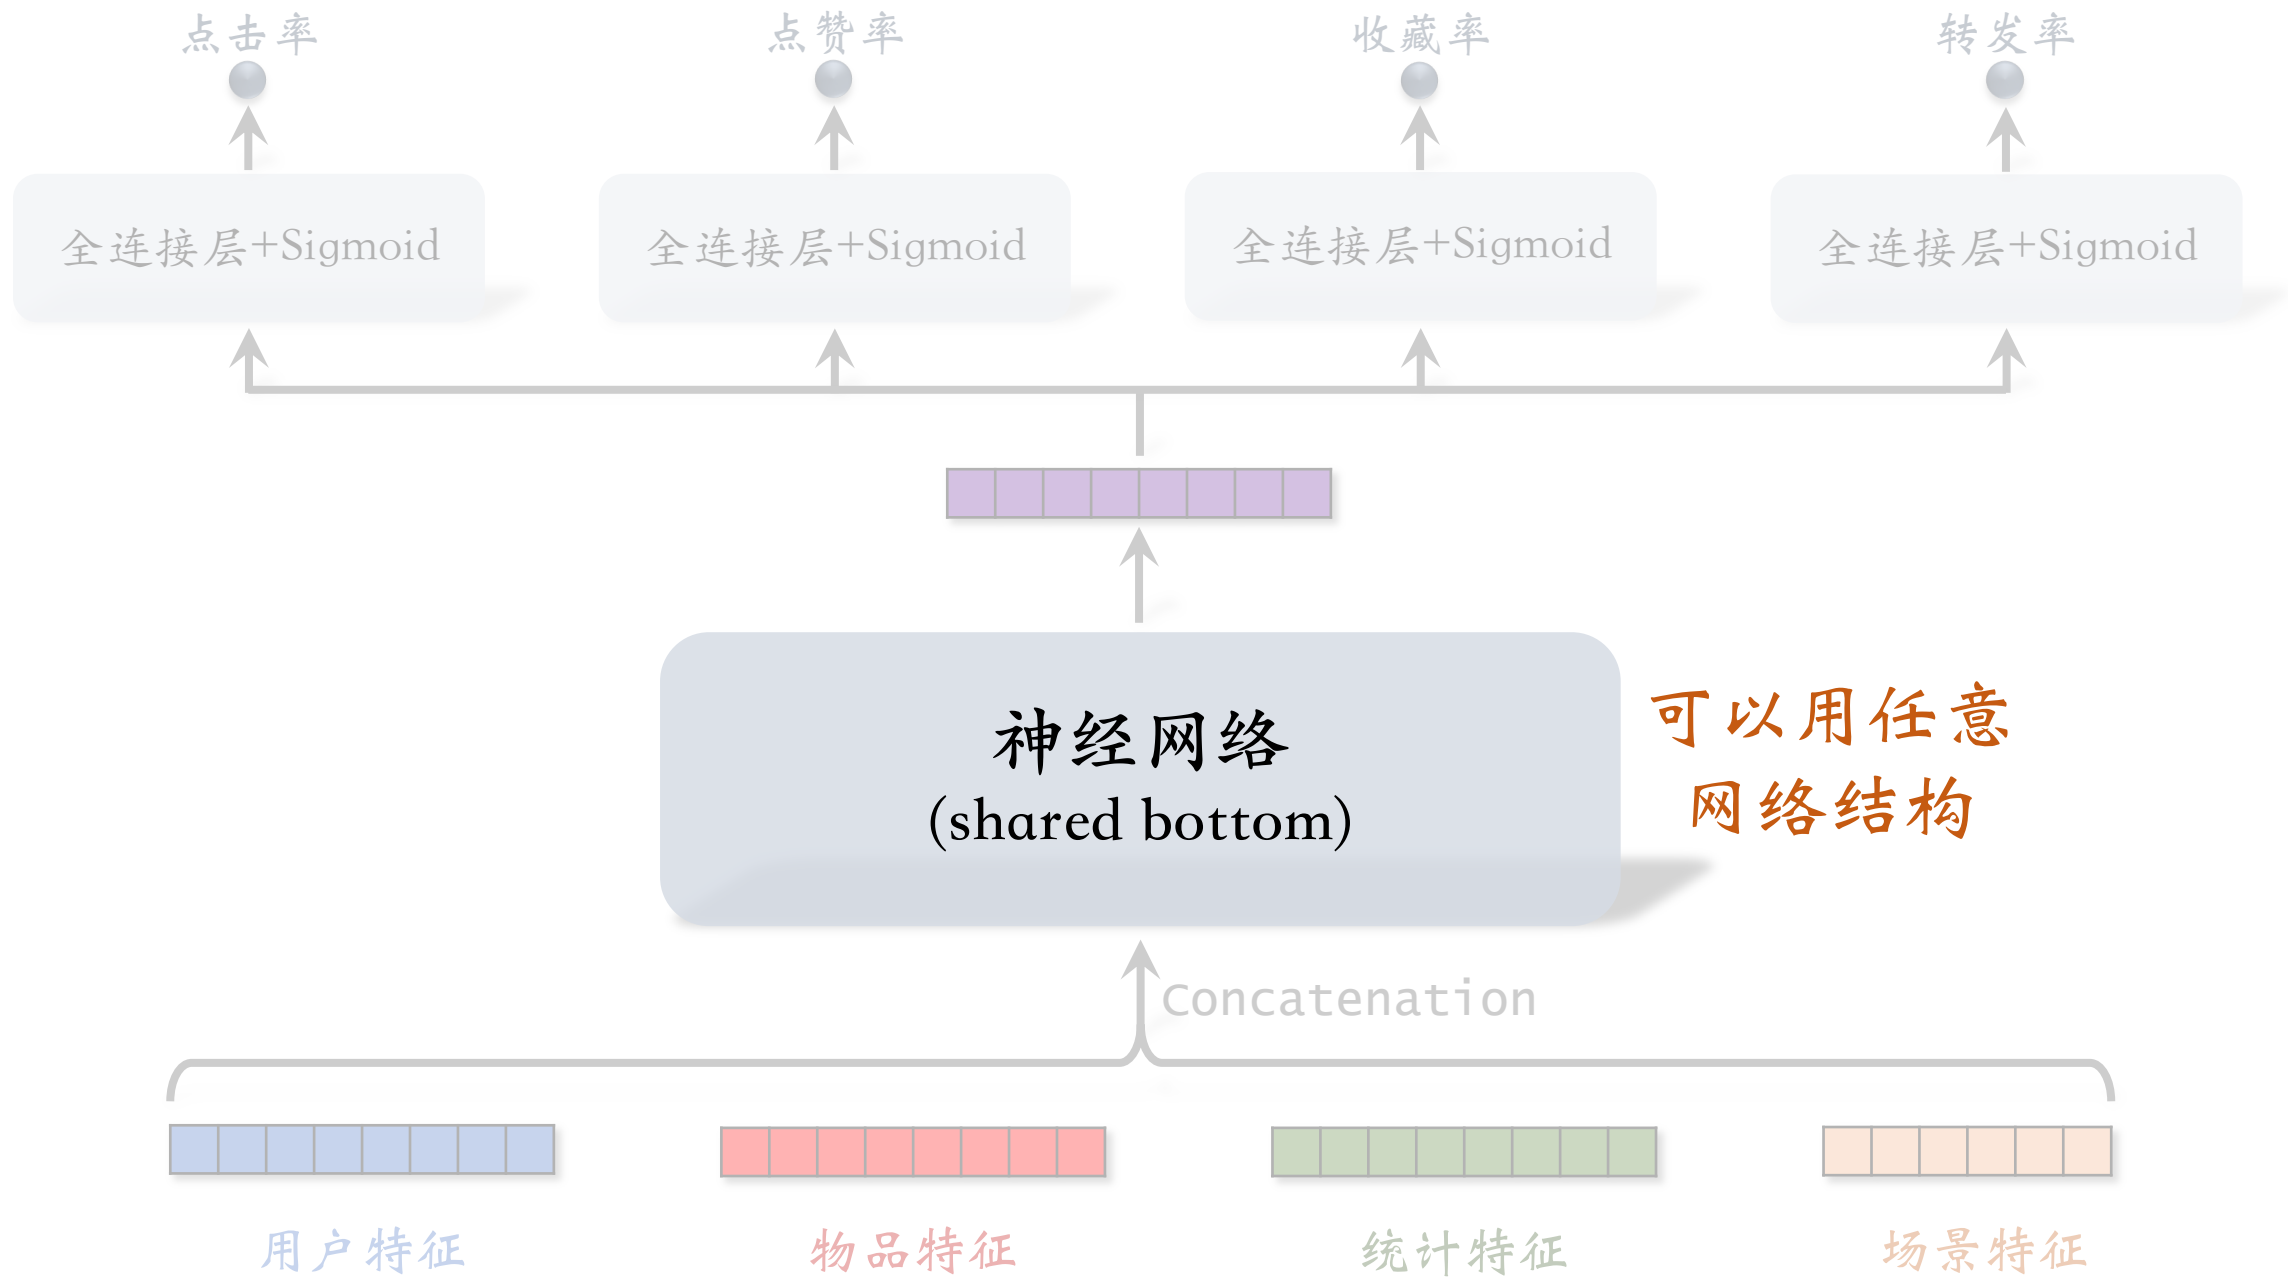 点击率
点赞率
收藏率
转发率
全连接层+Sigmoid
全连接层+Sigmoid
全连接层+Sigmoid
全连接层+Sigmoid
神经网络
(shared bottom)
可以用任意
网络结构
Concatenation
用户特征
物品特征
统计特征
场景特征